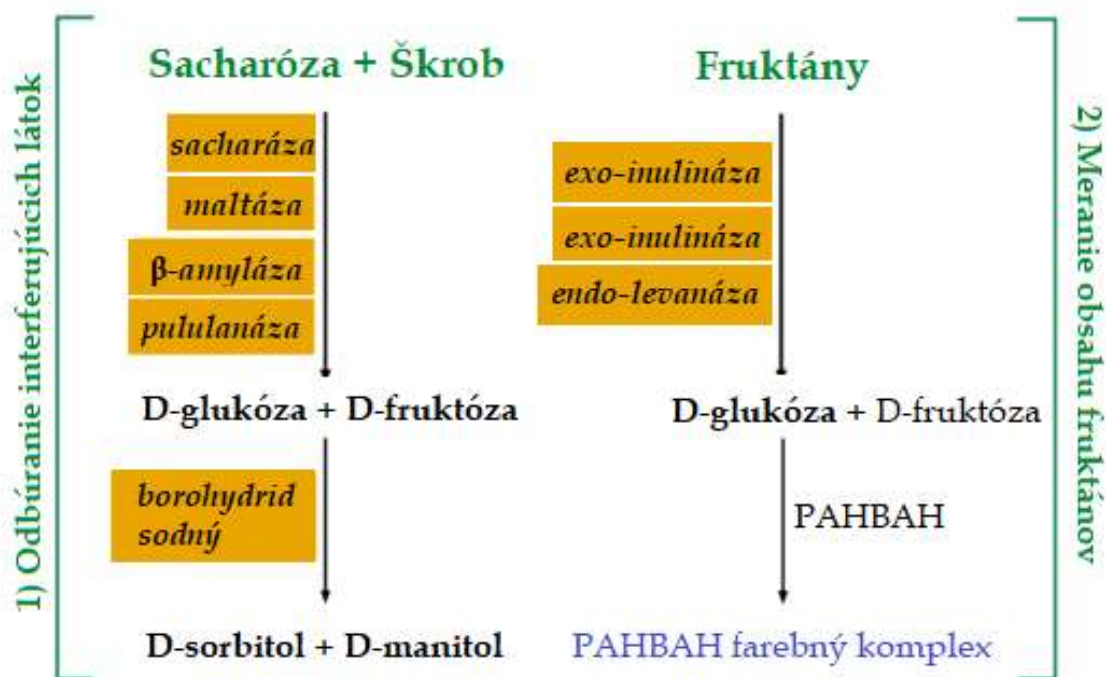 1) Odbúranie interferujúcich látok
Sacharóza + Škrob
sacharáza
maltáza
β-amyláza
pululanáza
D-glukóza + D-fruktóza
borohydrid
sodný
D-sorbitol + D-manitol
Fruktány
exo-inulináza
exo-inulináza
endo-levanáza
D-glukóza + D-fruktóza
PAHBAH
PAHBAH farebný komplex
2) Meranie obsahu fruktánov